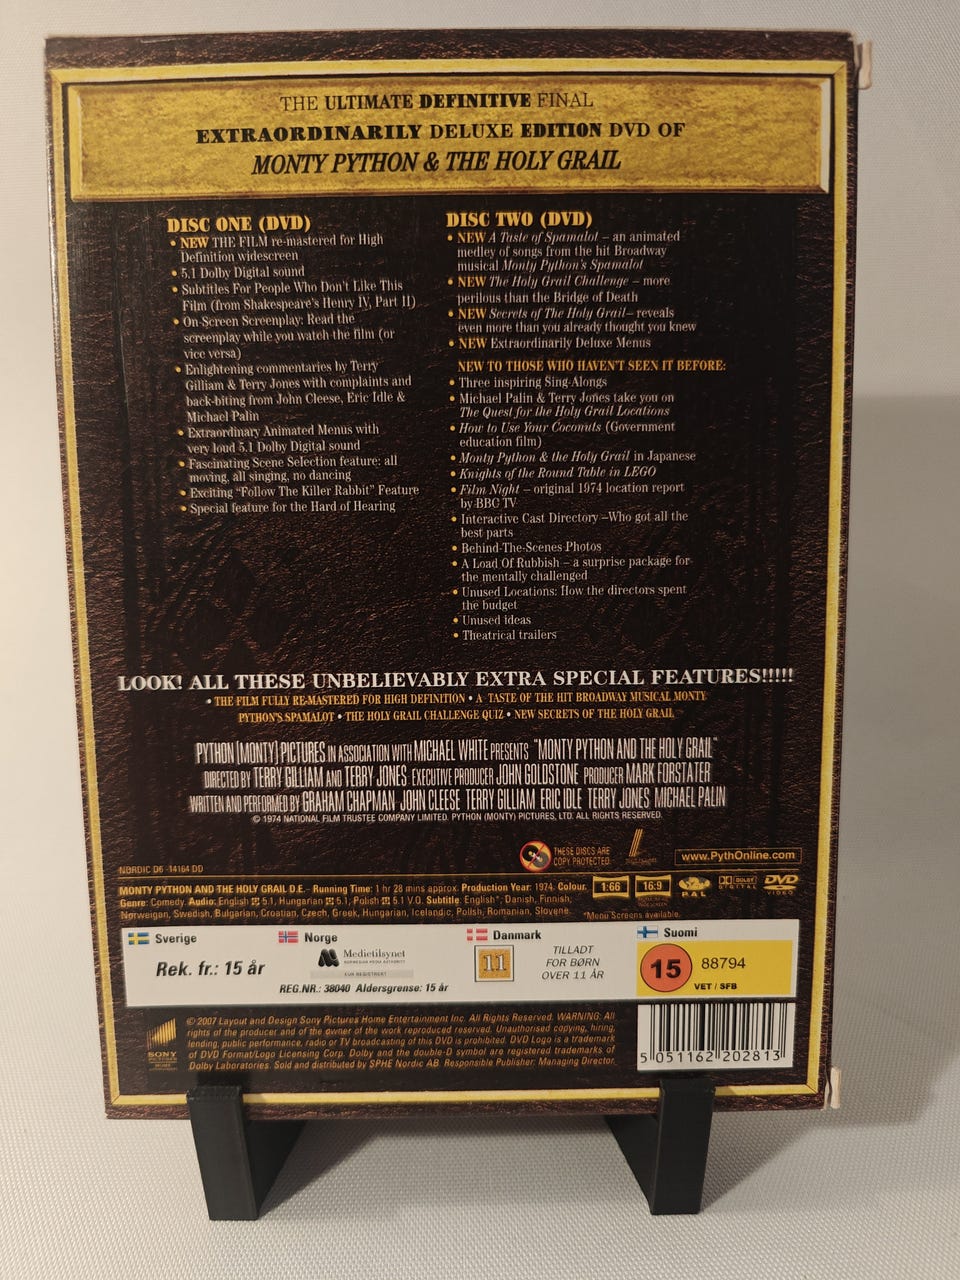 THE ULTIMATE DEFINITIVE FINAL
EXTRAORDINARILY DELUXE EDITION DVD OF
MONTY PYTHON & THE HOLY GRAIL
DISC ONE (DVD)
• NEW THE FILM re-mastered for High
Definition widescreen
• 5.1 Dolby Digital sound
• Subtitles For People Who Don't Like This
Film (from Shakespeare's Henry IV, Part II)
• On-Screen Screenplay: Read the
screenplay while you watch the film (or
vice versa)
• Enlightening commentaries by Terry
Gilliam & Terry Jones with complaints and
back-biting from John Cleese, Eric Idle &
Michael Palin
• Extraordinary Animated Menus with
very loud 5.1 Dolby Digital sound
• Fascinating Scene Selection feature: all
moving, all singing, no dancing
• Exciting "Follow The Killer Rabbit" Feature
• Special feature for the Hard of Hearing
DISC TWO (DVD)
• NEW A Taste of Spamalot – an animated
medley of songs from the hit Broadway
musical Monty Python's Spamalot
• NEW The Holy Grail Challenge – more
perilous than the Bridge of Death
• NEW Secrets of The Holy Grail– reveals
even more than you already thought you knew
• NEW Extraordinarily Deluxe Menus
NEW TO THOSE WHO HAVEN'T SEEN IT BEFORE:
• Three inspiring Sing-Alongs
• Michael Palin & Terry Jones take you on
The Quest for the Holy Grail Locations
• How to Use Your Coconuts (Government
education film)
• Monty Python & the Holy Grail in Japanese
• Knights of the Round Table in LEGO
• Film Night – original 1974 location report
by BBC TV
• Interactive Cast Directory –Who got all the
best parts
• Behind-The-Scenes Photos
• A Load Of Rubbish – a surprise package for
the mentally challenged
• Unused Locations: How the directors spent
the budget
• Unused ideas
• Theatrical trailers
LOOK! ALL THESE UNBELIEVABLY EXTRA SPECIAL FEATURES!!!!!
• THE FILM FULLY RE-MASTERED FOR HIGH DEFINITION • A TASTE OF THE HIT BROADWAY MUSICAL MONTY
PYTHON'S SPAMALOT • THE HOLY GRAIL CHALLENGE QUIZ • NEW SECRETS OF THE HOLY GRAIL
PYTHON (MONTY) PICTURES IN ASSOCIATION WITH MICHAEL WHITE PRESENTS "MONTY PYTHON AND THE HOLY GRAIL"
DIRECTED BY TERRY GILLIAM AND TERRY JONES EXECUTIVE PRODUCER JOHN GOLDSTONE PRODUCER MARK FORSTATER
WRITTEN AND PERFORMED BY GRAHAM CHAPMAN JOHN CLEESE TERRY GILLIAM ERIC IDLE TERRY JONES MICHAEL PALIN
© 1974 NATIONAL FILM TRUSTEE COMPANY LIMITED. PYTHON (MONTY) PICTURES, LTD. ALL RIGHTS RESERVED.
THESE DISCS ARE
COPY PROTECTED.
www.PythOnline.com
NORDIC D6 -14164 DD
MONTY PYTHON AND THE HOLY GRAIL D.E. - Running Time: 1 hr 28 mins approx. Production Year: 1974. Colour.
Genre: Comedy. Audio: English 5.1, Hungarian 5.1, Polish 5.1 V.O. Subtitle: English*, Danish, Finnish,
Norweigan, Swedish, Bulgarian, Croatian, Czech, Greek, Hungarian, Icelandic, Polish, Romanian, Slovene.
*Menu Screens available.
1:66
16:9
PAL
DOLBY
DIGITAL
DVD
VIDEO
Sverige
Rek. fr.: 15 år
Norge
Medietilsynet
NORWEGIAN MEDIA AUTHORITY
KUN REGISTRERT
REG.NR.: 38040 Aldersgrense: 15 år
Danmark
11
TILLADT
FOR BØRN
OVER 11 ÅR
Suomi
15
88794
VET / SFB
SONY
© 2007 Layout and Design Sony Pictures Home Entertainment Inc. All Rights Reserved. WARNING: All
rights of the producer and of the owner of the work reproduced reserved. Unauthorised copying, hiring,
lending, public performance, radio or TV broadcasting of this DVD is prohibited. DVD Logo is a trademark
of DVD Format/Logo Licensing Corp. Dolby and the double-D symbol are registered trademarks of
Dolby Laboratories. Sold and distributed by SPHE Nordic AB. Responsible Publisher: Managing Director.
5 051162 202813